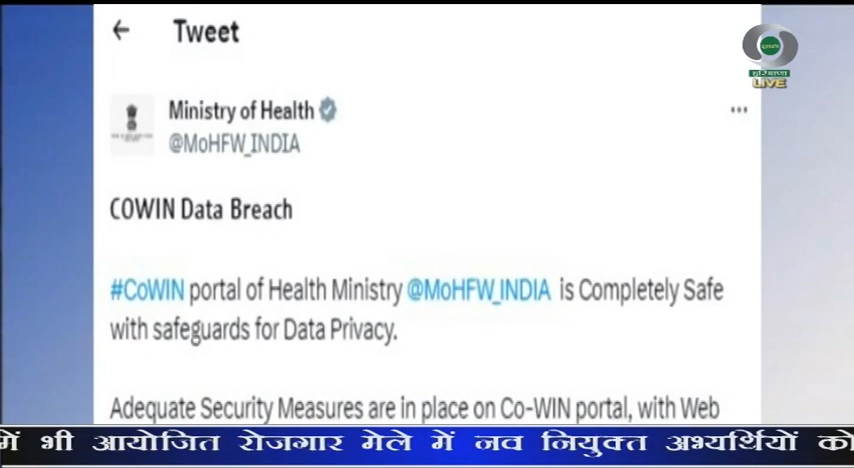 Tweet
हरियाणा
LIVE
Ministry of Health
@MoHFW_INDIA
COWIN Data Breach
#CoWIN portal of Health Ministry @MoHFW_INDIA is Completely Safe
with safeguards for Data Privacy.
Adequate Security Measures are in place on Co-WIN portal, with Web
में भी आयोजित रोजगार मेले में नव नियुक्त अभ्यर्थियों को